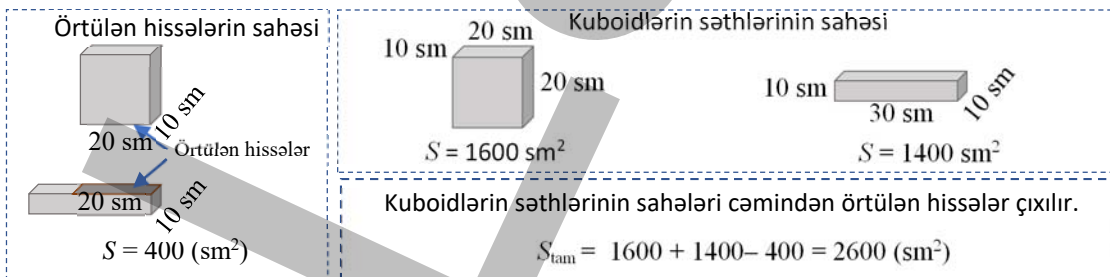 Örtülən hissələrin sahəsi
20 sm 10 sm
Örtülən hissələr
20 sm 10 sm
S = 400 (sm²)
Kuboidlərin səthlərinin sahəsi
20 sm
10 sm
20 sm
S = 1600 sm²
10 sm
30 sm 10 sm
S = 1400 sm²
Kuboidlərin səthlərinin sahələri cəmindən örtülən hissələr çıxılır.
Stam = 1600 + 1400– 400 = 2600 (sm²)